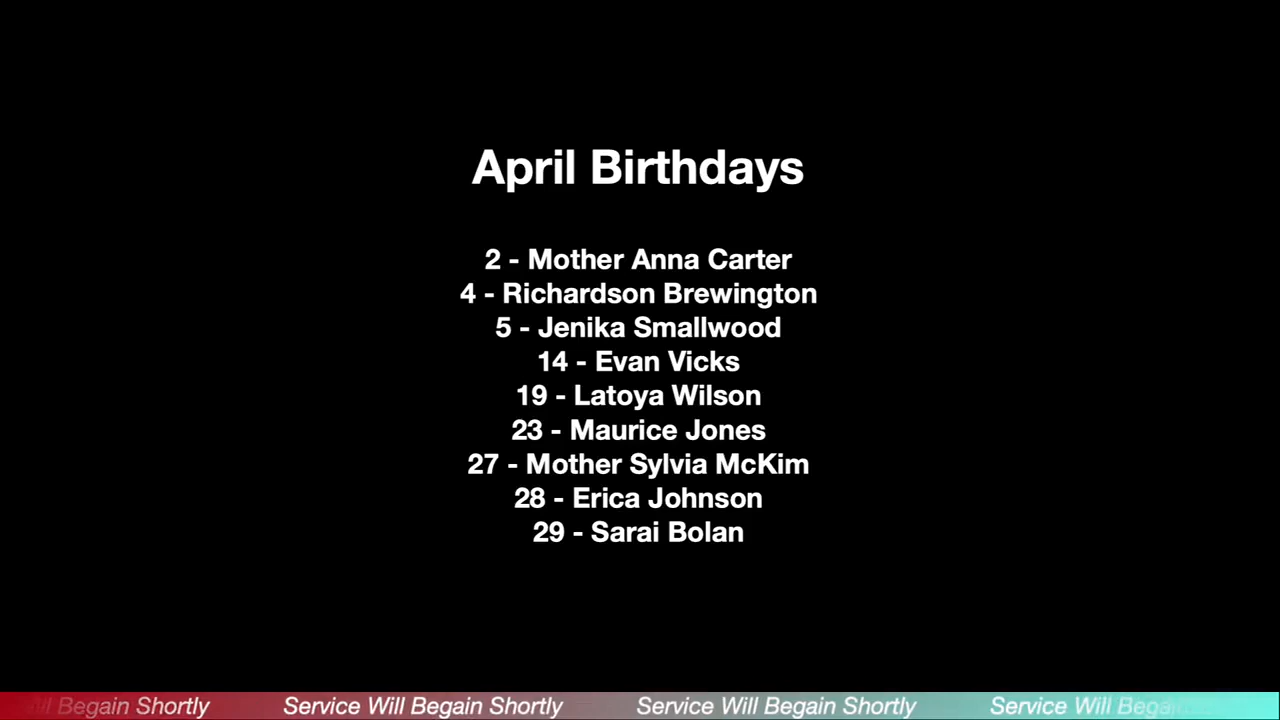 April Birthdays
2 - Mother Anna Carter
4 - Richardson Brewington
5 - Jenika Smallwood
14 - Evan Vicks
19 - Latoya Wilson
23 - Maurice Jones
27 - Mother Sylvia McKim
28 - Erica Johnson
29 - Sarai Bolan
Begain Shortly Service Will Begain Shortly Service Will Begain Shortly Service Will